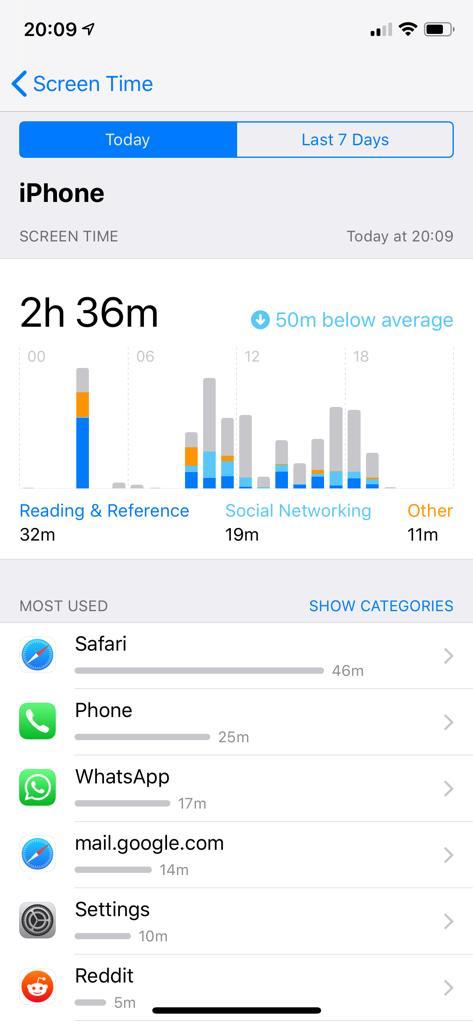 20:09
Screen Time
Today Last 7 Days
iPhone
SCREEN TIME Today at 20:09
2h 36m 50m below average
00 06 12 18
Reading & Reference Social Networking Other
32m 19m 11m
MOST USED SHOW CATEGORIES
Safari
46m
Phone
25m
WhatsApp
17m
mail.google.com
14m
Settings
10m
Reddit
5m